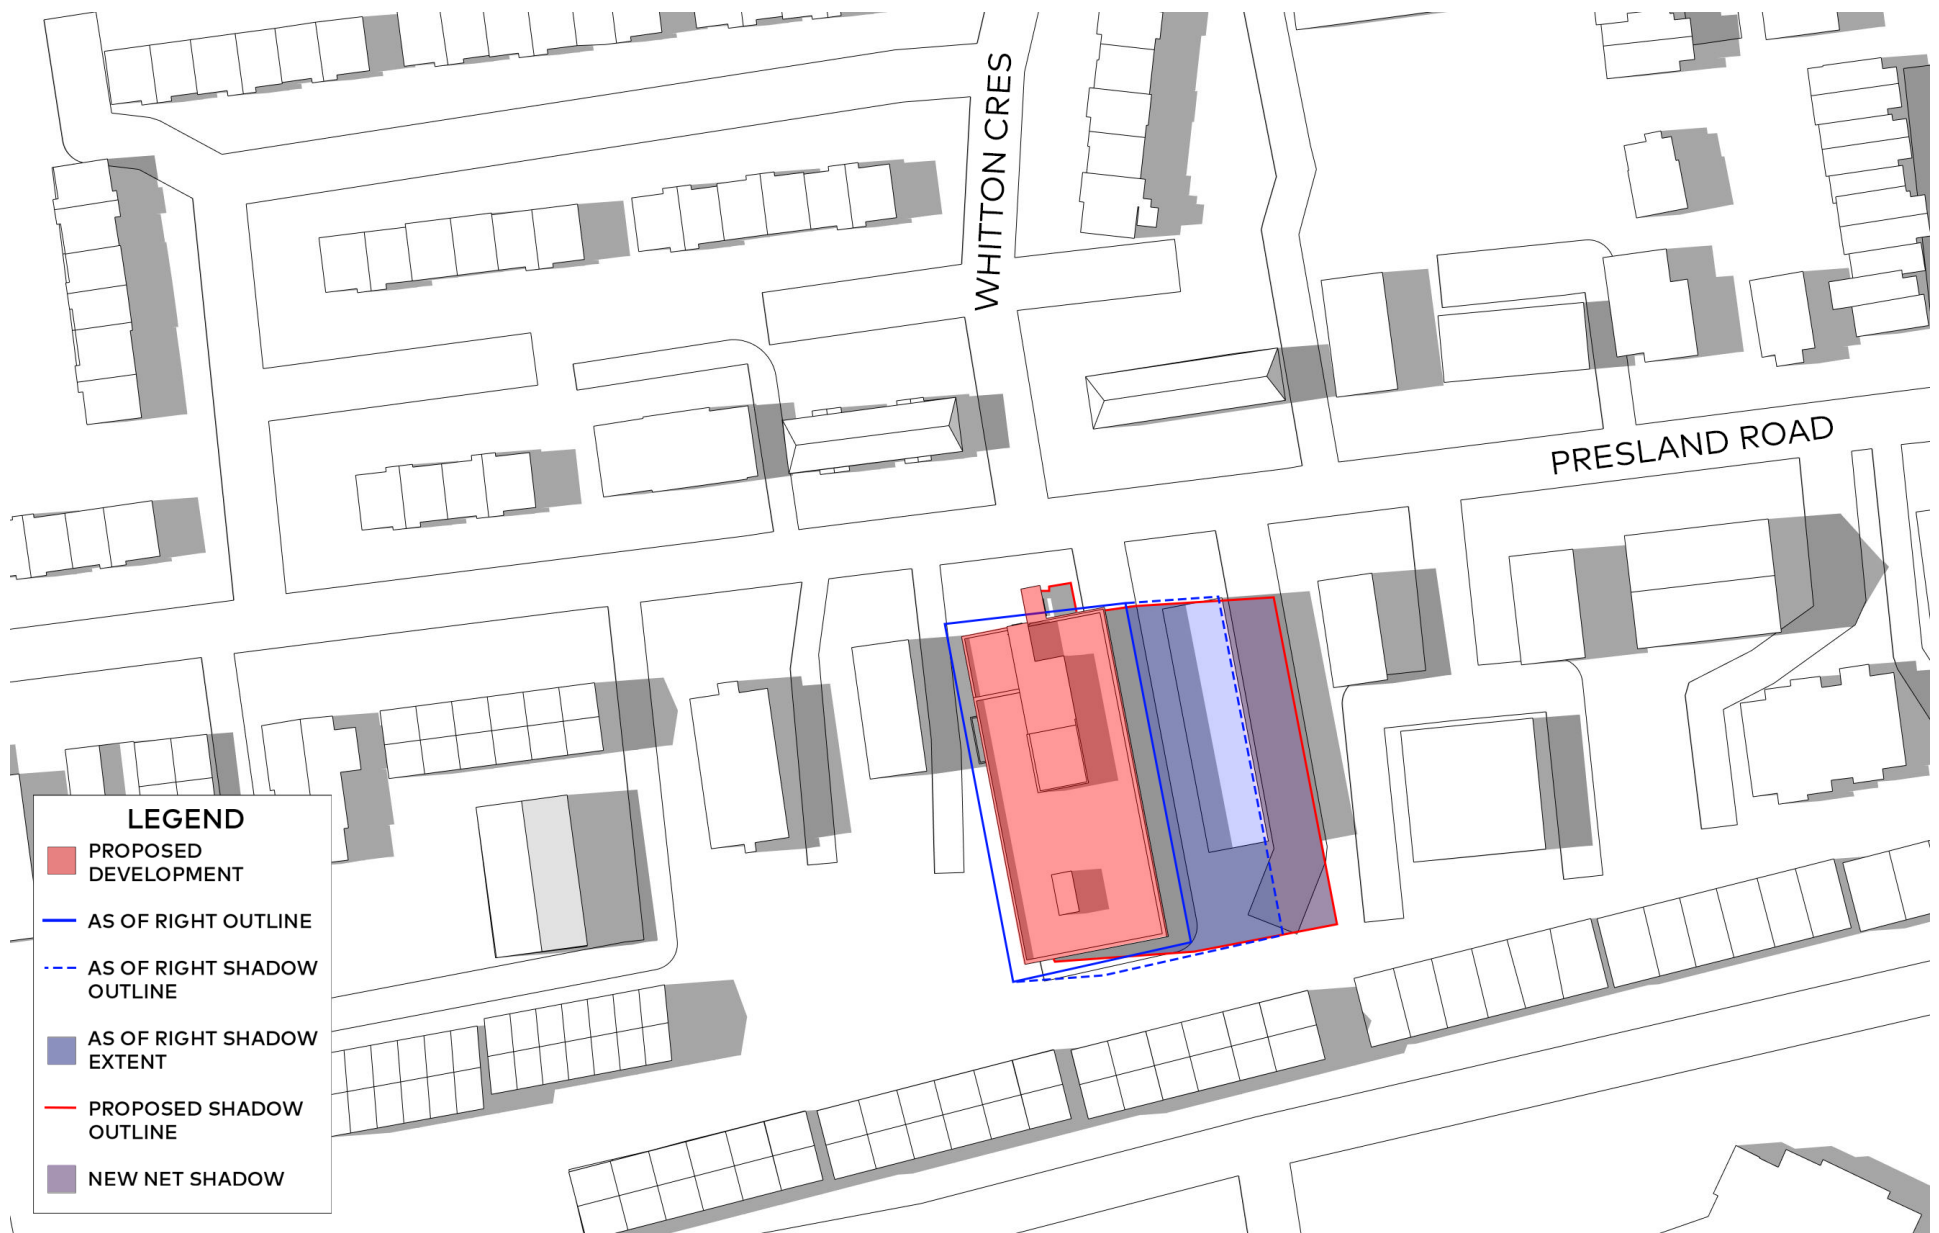 WHITTON CRES
PRESLAND ROAD
LEGEND
PROPOSED
DEVELOPMENT
AS OF RIGHT OUTLINE
AS OF RIGHT SHADOW
OUTLINE
AS OF RIGHT SHADOW
EXTENT
PROPOSED SHADOW
OUTLINE
NEW NET SHADOW